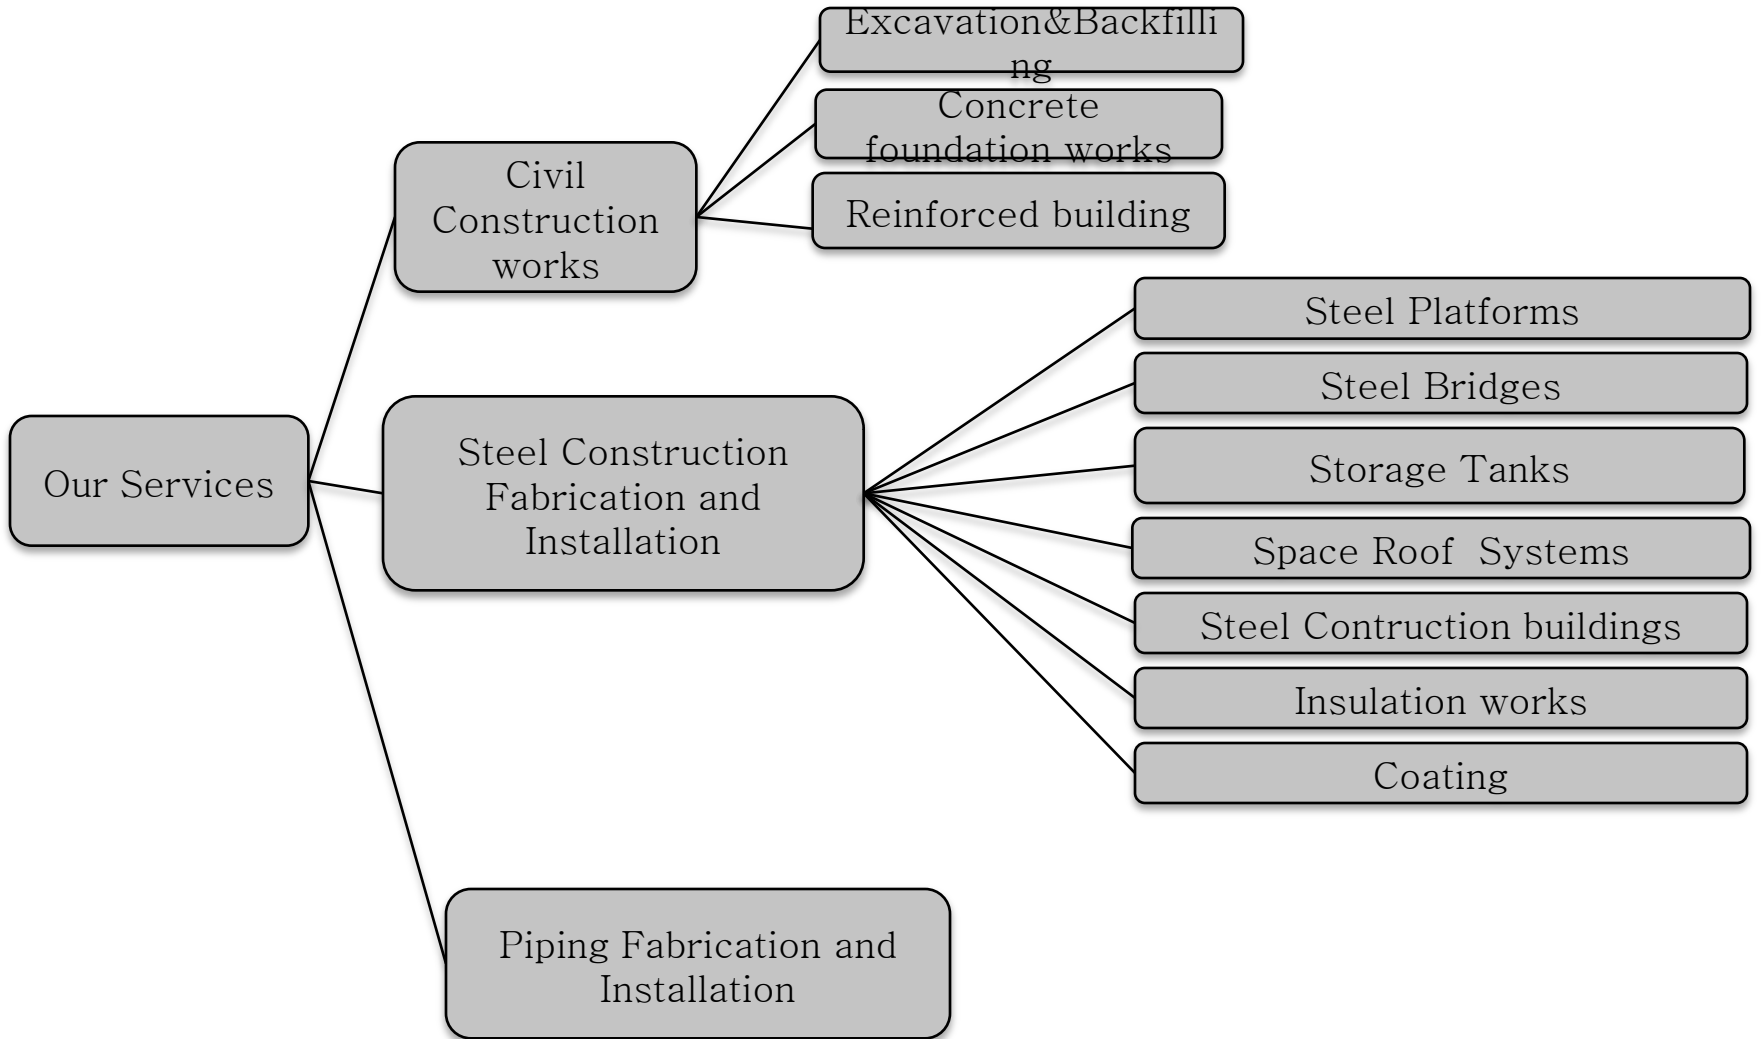 Our Services
Civil
Construction
works
Excavation&Backfilli
ng
Concrete
foundation works
Reinforced building
Steel Construction
Fabrication and
Installation
Steel Platforms
Steel Bridges
Storage Tanks
Space Roof  Systems
Steel Contruction buildings
Insulation works
Coating
Piping Fabrication and
Installation